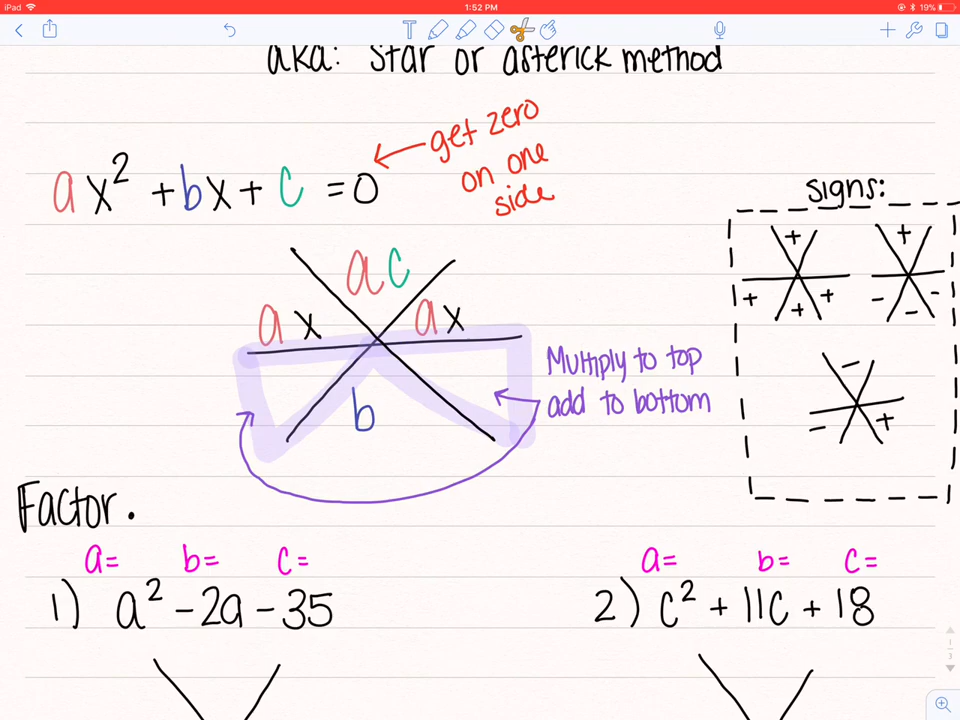 iPad 1:52 PM 19%
aka: Star or asterick method
ax² + bx + c = 0
get zero
on one
side
signs:
+ +
+ + + - - -
ac
ax ax
b
Multiply to top
add to bottom
-
- +
Factor.
a= b= c= a= b= c=
1) a² - 2a - 35 2) c² + 11c + 18